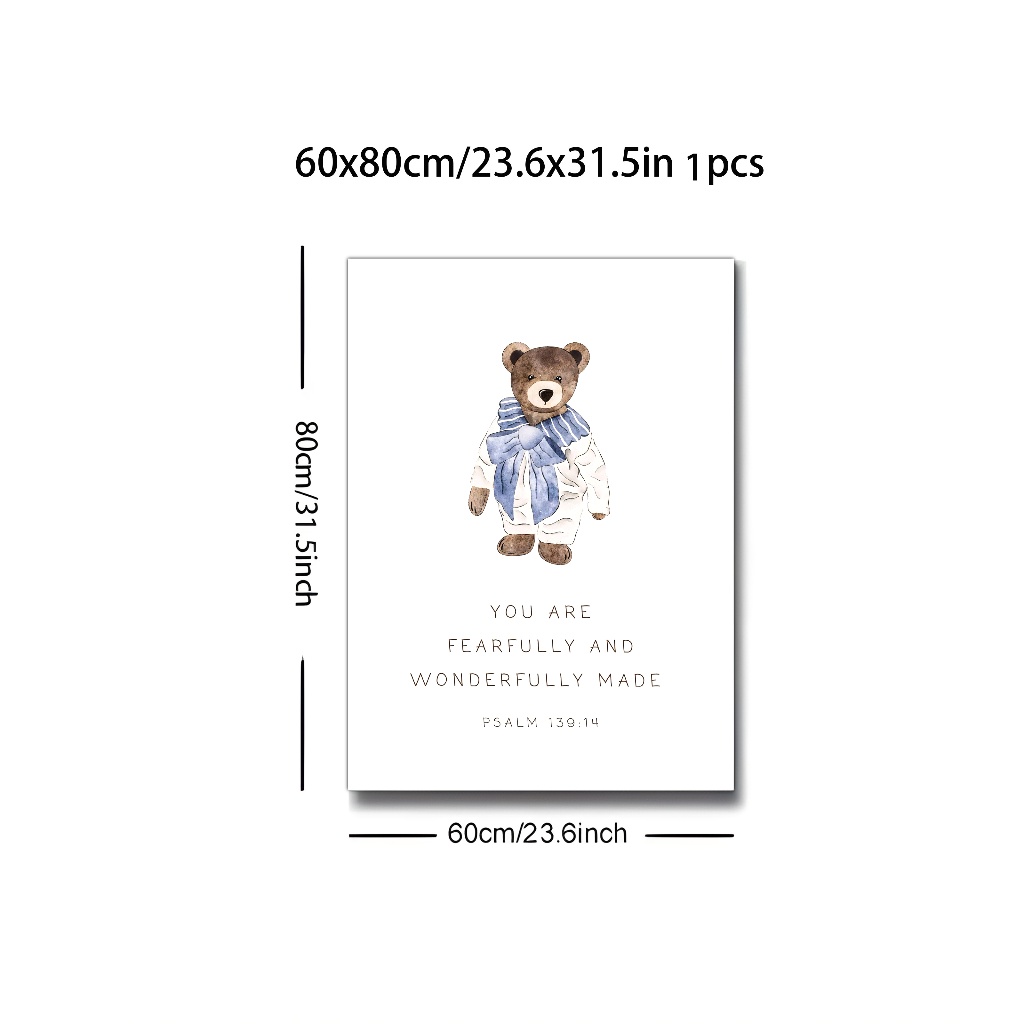 60x80cm/23.6x31.5in 1pcs
80cm/31.5inch
YOU ARE
FEARFULLY AND
WONDERFULLY MADE
PSALM 139:14
60cm/23.6inch